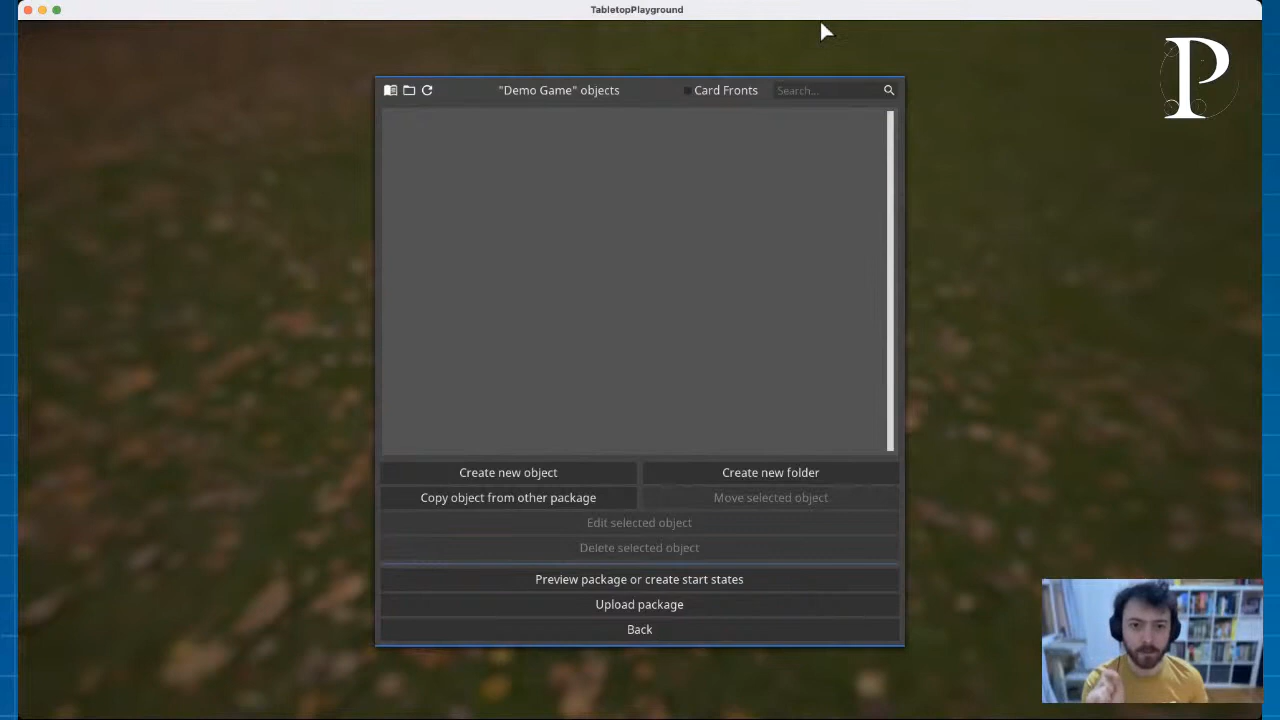 TabletopPlayground
P
"Demo Game" objects
Card Fronts
Search...
Create new object
Create new folder
Copy object from other package
Move selected object
Edit selected object
Delete selected object
Preview package or create start states
Upload package
Back